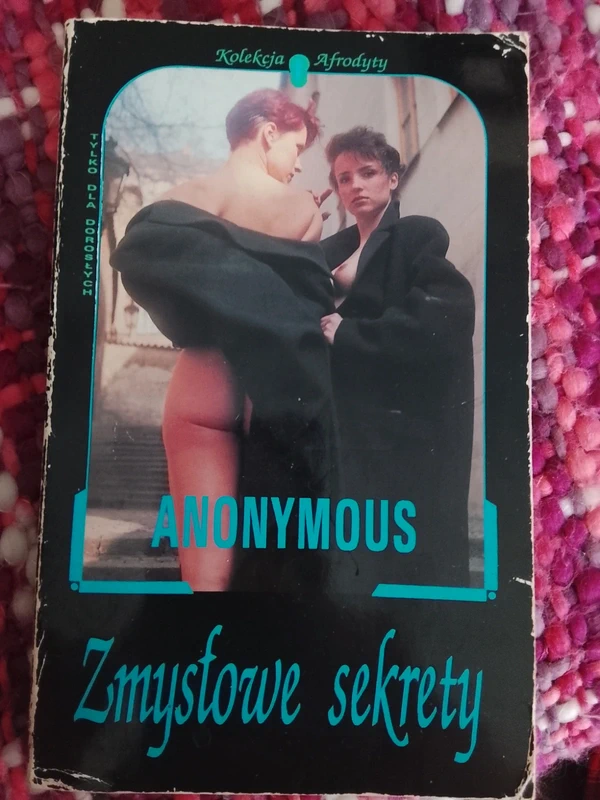 Kolekcja Afrodyty
TYLKO DLA DOROSŁYCH
ANONYMOUS
Zmysłowe sekrety